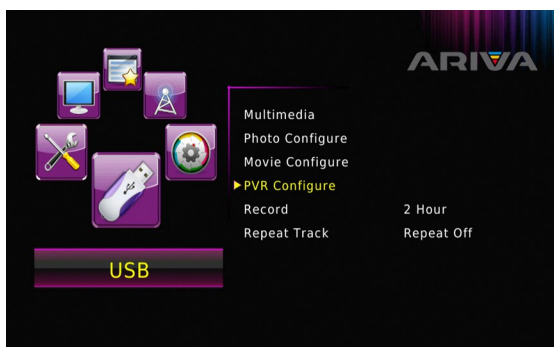 ARIVA
Multimedia
Photo Configure
Movie Configure
PVR Configure
Record 2 Hour
Repeat Track Repeat Off
USB